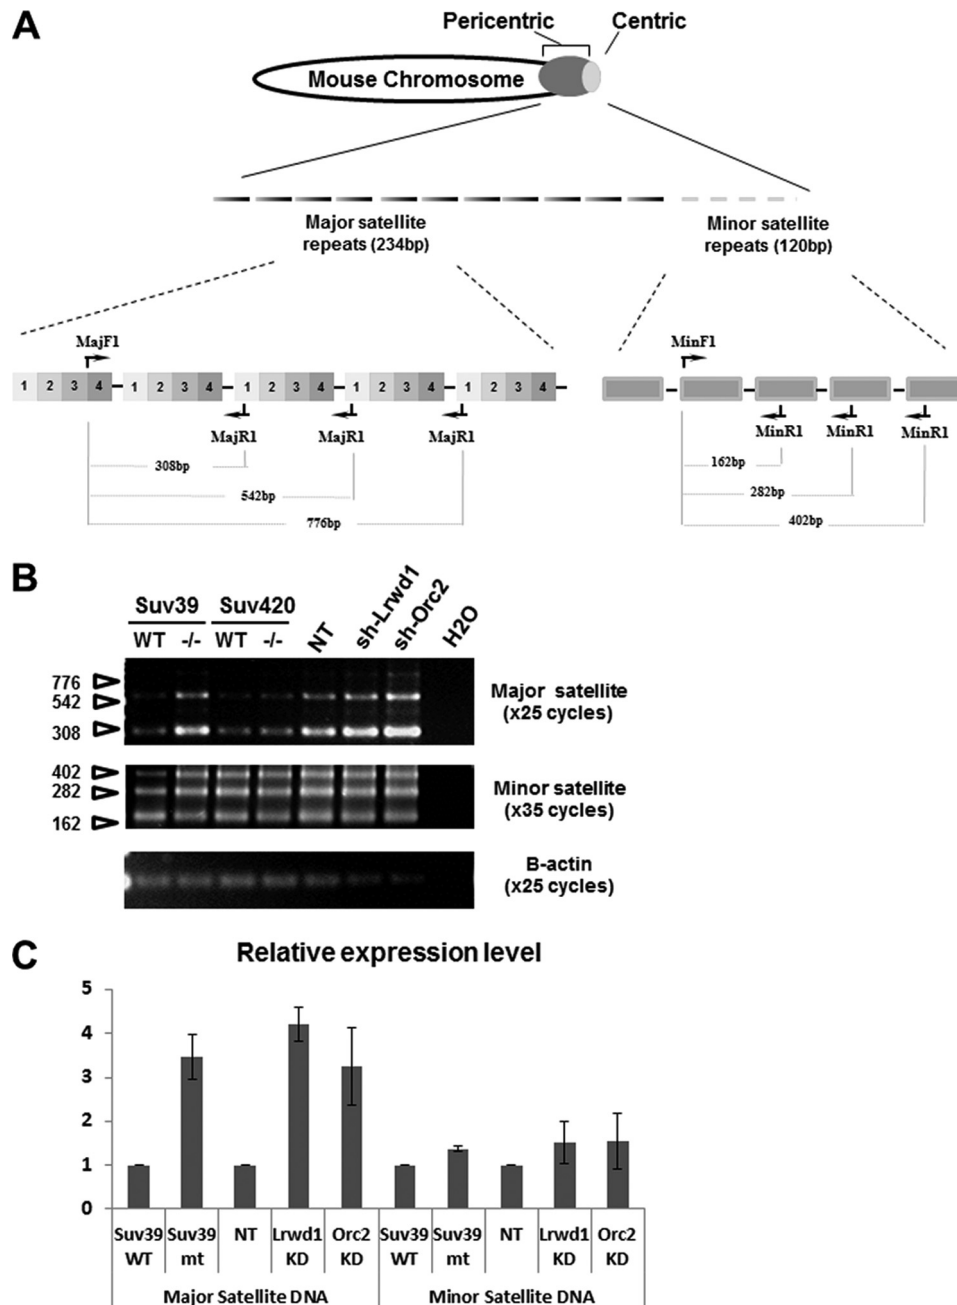 A
Pericentric
Centric
Mouse Chromosome
Major satellite
repeats (234bp)
Minor satellite
repeats (120bp)
MajF1
MinF1
1 2 3 4 1 2 3 4 1 2 3 4 1 2 3 4 1 2 3 4
MajR1 MajR1 MajR1
MinR1 MinR1 MinR1
308bp
542bp
776bp
162bp
282bp
402bp
B
Suv39 Suv420
WT -/- WT -/- NT sh-Lrwd1 sh-Orc2 H2O
776
542
308
Major satellite
(x25 cycles)
402
282
162
Minor satellite
(x35 cycles)
B-actin
(x25 cycles)
C
Relative expression level
5
4
3
2
1
0
Suv39 WT
Suv39 mt
NT
Lrwd1 KD
Orc2 KD
Suv39 WT
Suv39 mt
NT
Lrwd1 KD
Orc2 KD
Major Satellite DNA
Minor Satellite DNA